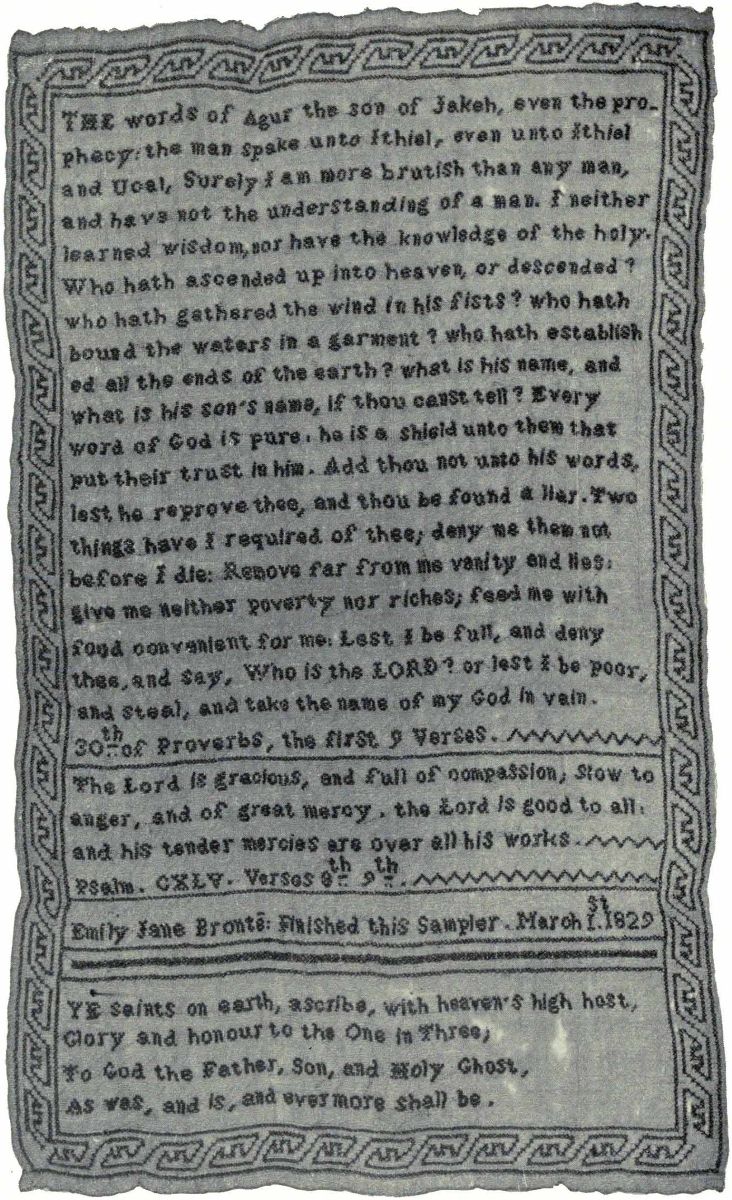 THE words of Agur the son of Jakeh, even the pro-
phecy: the man spake unto Ithiel, even unto Ithiel
and Ucal, Surely I am more brutish than any man,
and have not the understanding of a man. I neither
learned wisdom, nor have the knowledge of the holy.
Who hath ascended up into heaven, or descended?
who hath gathered the wind in his fists? who hath
bound the waters in a garment? who hath establish
ed all the ends of the earth? what is his name, and
what is his son's name, if thou canst tell? Every
word of God is pure: he is a shield unto them that
put their trust in him. Add thou not unto his words,
lest he reprove thee, and thou be found a liar. Two
things have I required of thee; deny me them not
before I die: Remove far from me vanity and lies:
give me neither poverty nor riches; feed me with
food convenient for me: Lest I be full, and deny
thee, and say, Who is the LORD? or lest I be poor,
and steal, and take the name of my God in vain.
30th of Proverbs, the first 9 Verses.
The Lord is gracious, and full of compassion; slow to
anger, and of great mercy. the Lord is good to all:
and his tender mercies are over all his works.
Psalm. CXLV. Verses 8th 9th.
Emily Jane Brontë: Finished this Sampler. March 1st. 1829
YE saints on earth, ascribe, with heaven's high host,
Glory and honour to the One in Three;
To God the Father, Son, and Holy Ghost,
As was, and is, and evermore shall be.